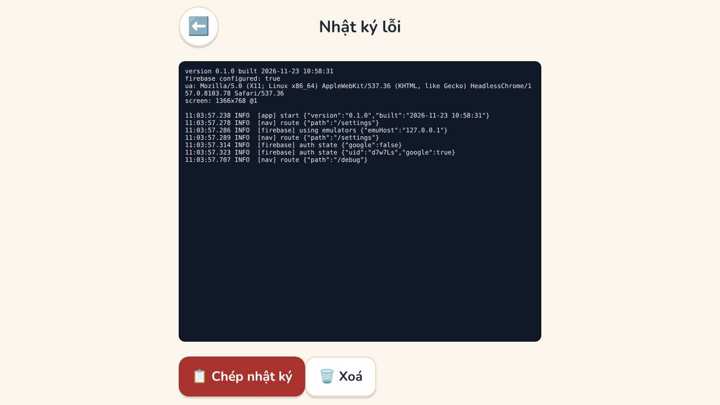 Nhật ký lỗi
version 0.1.0 built 2026-11-23 10:58:31
firebase configured: true
ua: Mozilla/5.0 (X11; Linux x86_64) AppleWebKit/537.36 (KHTML, like Gecko) HeadlessChrome/1
57.0.8103.78 Safari/537.36
screen: 1366x768 @1
11:03:57.238 INFO [app] start {"version":"0.1.0","built":"2026-11-23 10:58:31"}
11:03:57.278 INFO [nav] route {"path":"/settings"}
11:03:57.286 INFO [firebase] using emulators {"emuHost":"127.0.0.1"}
11:03:57.289 INFO [nav] route {"path":"/settings"}
11:03:57.314 INFO [firebase] auth state {"google":false}
11:03:57.323 INFO [firebase] auth state {"uid":"d7w7Ls","google":true}
11:03:57.707 INFO [nav] route {"path":"/debug"}
Chép nhật ký
Xoá